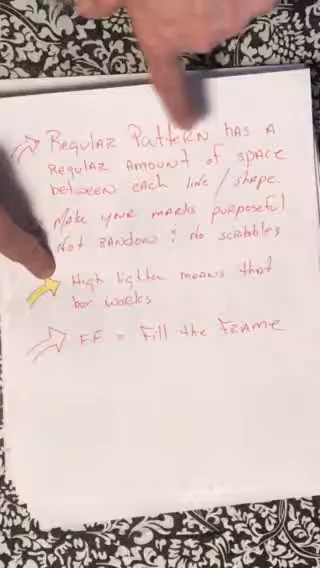 Regular Pattern has a
regular amount of space
between each line/shape.
Make your marks purposeful
Not random : No scribbles
High lighter means that
box works
FF = Fill the Frame